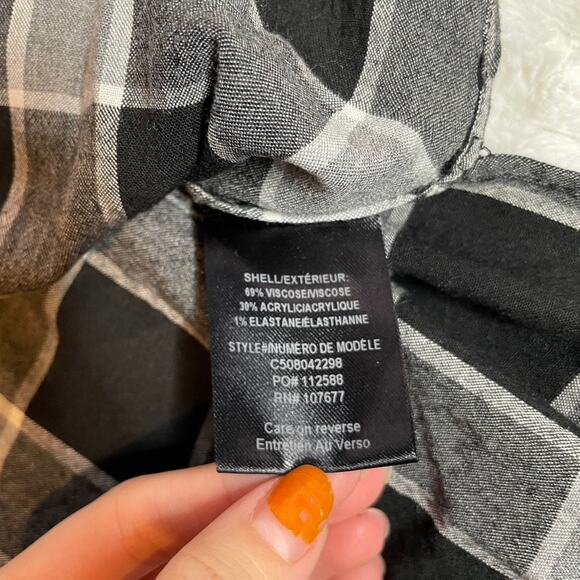 SHELL/EXTÉRIEUR:
69% VISCOSE/VISCOSE
30% ACRYLIC/ACRYLIQUE
1% ELASTANE/ÉLASTHANNE
STYLE#/NUMÉRO DE MODÈLE
C508042298
PO# 112588
RN# 107677
Care on reverse
Entretien Au Verso